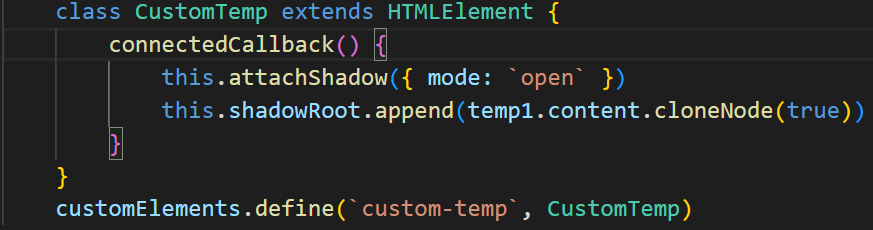 class CustomTemp extends HTMLElement {
connectedCallback() {
this.attachShadow({ mode: `open` })
this.shadowRoot.append(temp1.content.cloneNode(true))
}
}
customElements.define(`custom-temp`, CustomTemp)